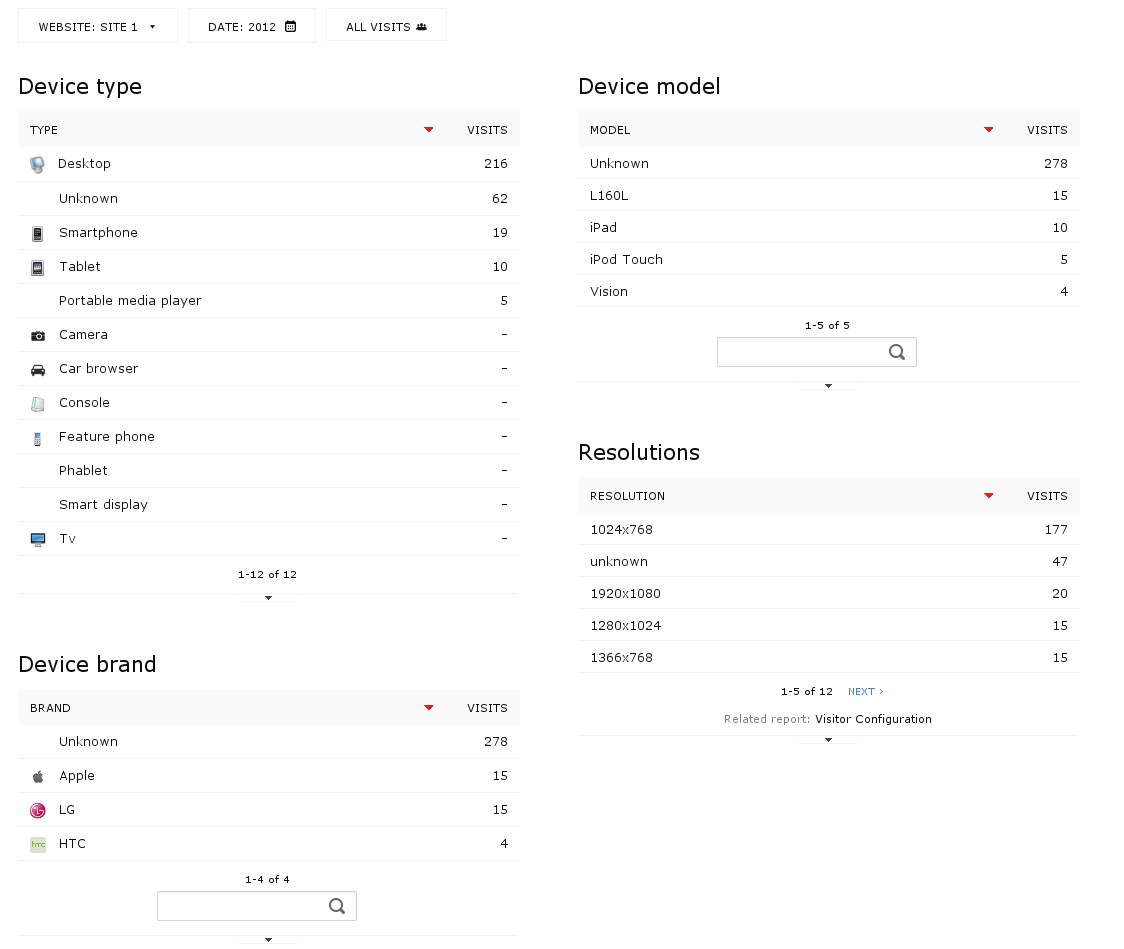 WEBSITE: SITE 1
DATE: 2012
ALL VISITS
Device type
TYPE VISITS
Desktop 216
Unknown 62
Smartphone 19
Tablet 10
Portable media player 5
Camera -
Car browser -
Console -
Feature phone -
Phablet -
Smart display -
Tv -
1-12 of 12
Device brand
BRAND VISITS
Unknown 278
Apple 15
LG 15
hTC HTC 4
1-4 of 4
Device model
MODEL VISITS
Unknown 278
L160L 15
iPad 10
iPod Touch 5
Vision 4
1-5 of 5
Resolutions
RESOLUTION VISITS
1024x768 177
unknown 47
1920x1080 20
1280x1024 15
1366x768 15
1-5 of 12 NEXT ›
Related report: Visitor Configuration